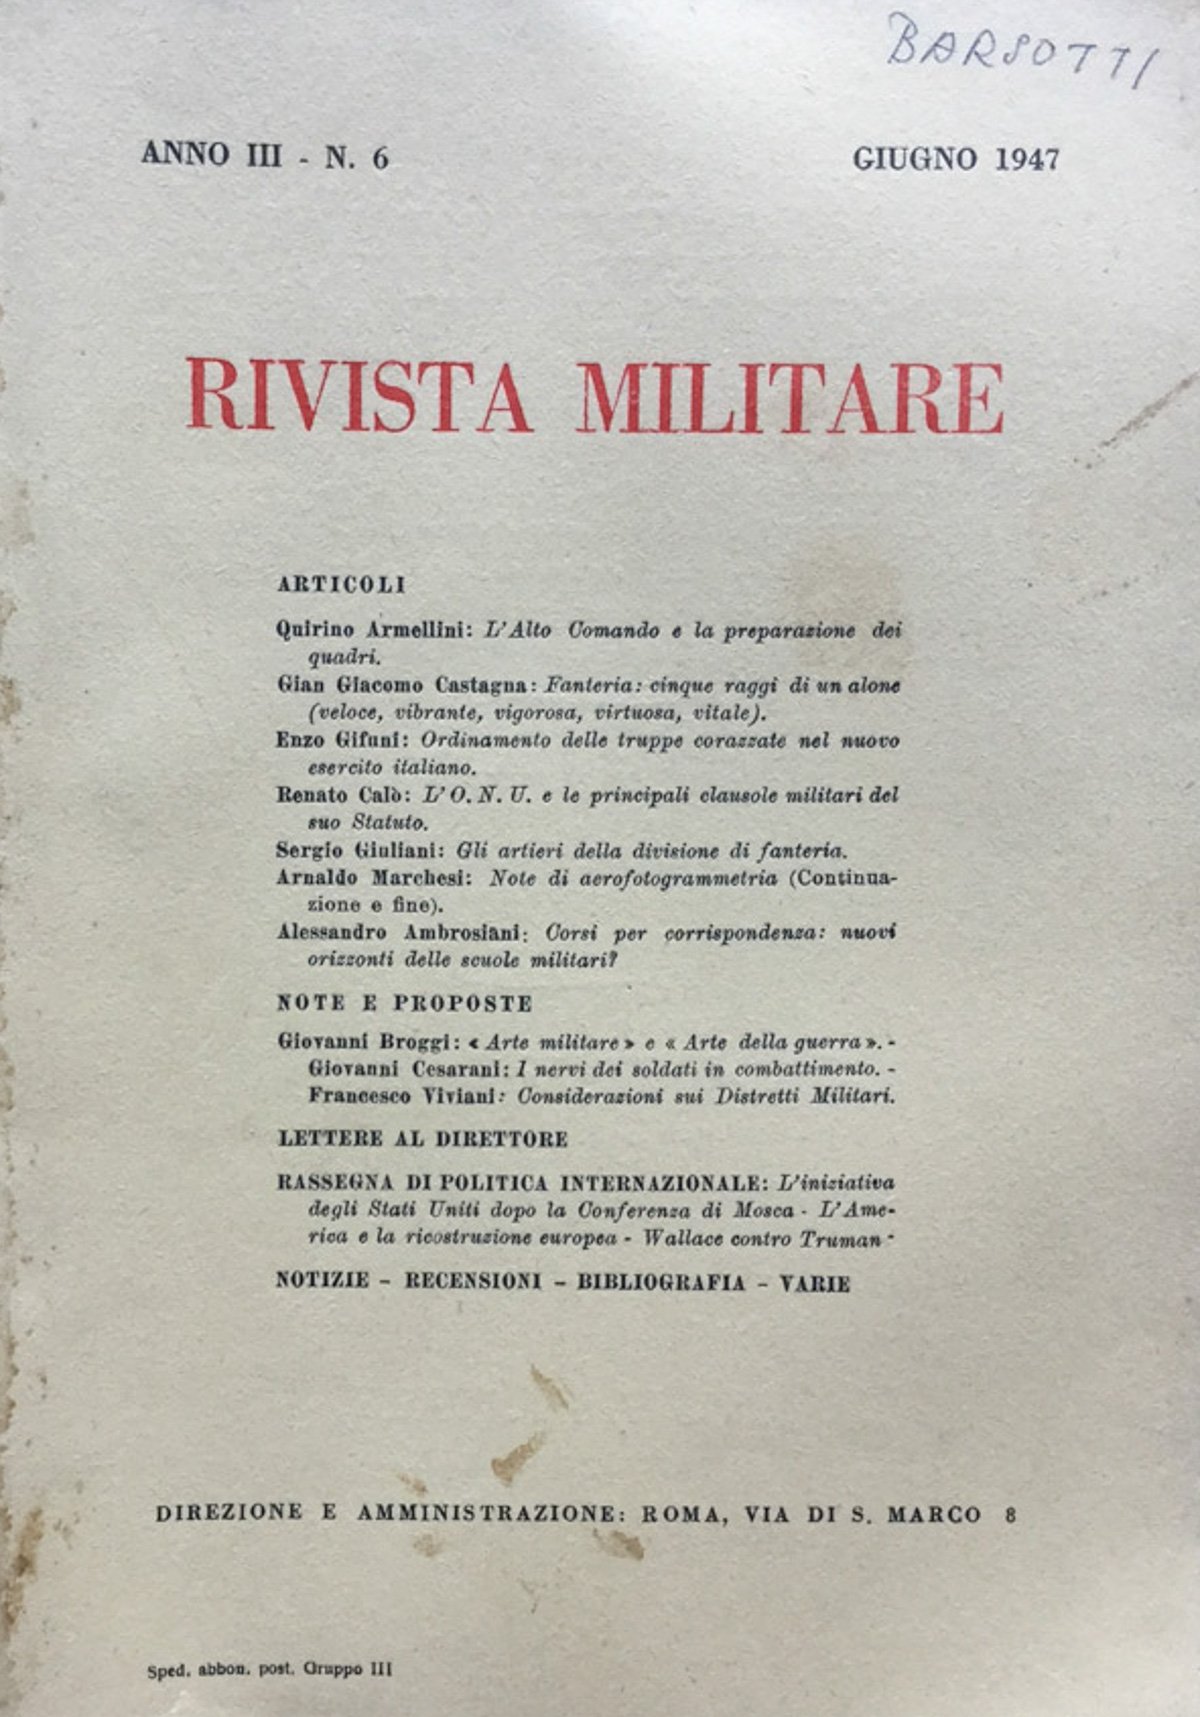 BARSOTTI
ANNO III - N. 6 GIUGNO 1947
RIVISTA MILITARE
ARTICOLI
Quirino Armellini: L'Alto Comando e la preparazione dei
quadri.
Gian Giacomo Castagna: Fanteria: cinque raggi di un alone
(veloce, vibrante, vigorosa, virtuosa, vitale).
Enzo Gifuni: Ordinamento delle truppe corazzate nel nuovo
esercito italiano.
Renato Calò: L'O. N. U. e le principali clausole militari del
suo Statuto.
Sergio Giuliani: Gli artieri della divisione di fanteria.
Arnaldo Marchesi: Note di aerofotogrammetria (Continua-
zione e fine).
Alessandro Ambrosiani: Corsi per corrispondenza: nuovi
orizzonti delle scuole militari?
NOTE E PROPOSTE
Giovanni Broggi: « Arte militare » e « Arte della guerra ». -
Giovanni Cesarani: I nervi dei soldati in combattimento. -
Francesco Viviani: Considerazioni sui Distretti Militari.
LETTERE AL DIRETTORE
RASSEGNA DI POLITICA INTERNAZIONALE: L'iniziativa
degli Stati Uniti dopo la Conferenza di Mosca - L'Ame-
rica e la ricostruzione europea - Wallace contro Truman -
NOTIZIE - RECENSIONI - BIBLIOGRAFIA - VARIE
DIREZIONE E AMMINISTRAZIONE: ROMA, VIA DI S. MARCO 8
Sped. abbon. post. Gruppo III